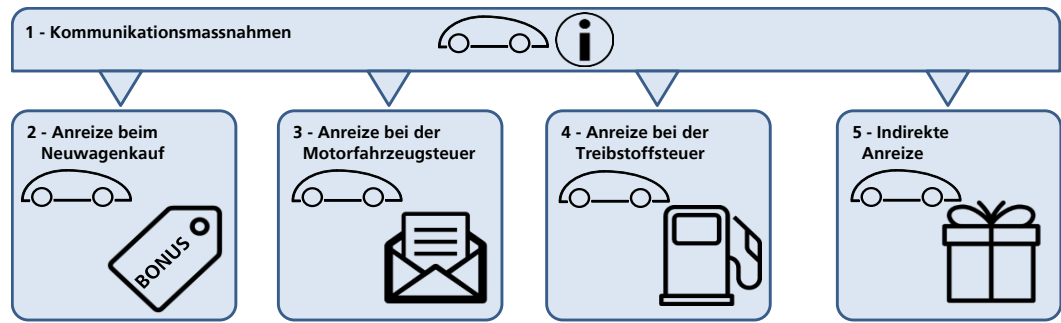 1 - Kommunikationsmassnahmen
2 - Anreize beim
Neuwagenkauf
3 - Anreize bei der
Motorfahrzeugsteuer
4 - Anreize bei der
Treibstoffsteuer
5 - Indirekte
Anreize
BONUS